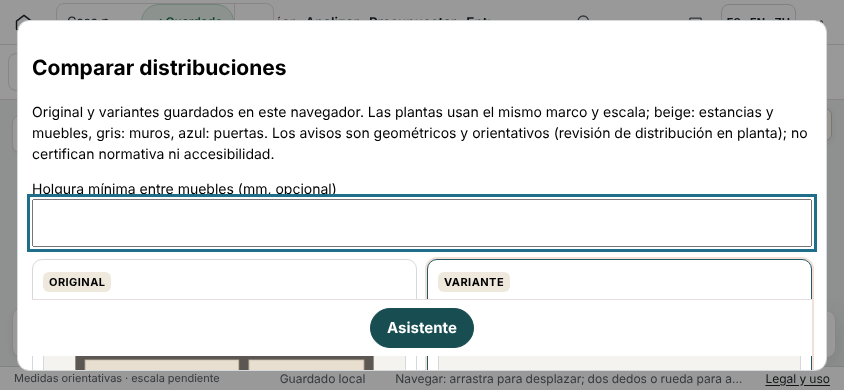 Comparar distribuciones
Original y variantes guardados en este navegador. Las plantas usan el mismo marco y escala; beige: estancias y
muebles, gris: muros, azul: puertas. Los avisos son geométricos y orientativos (revisión de distribución en planta); no
certifican normativa ni accesibilidad.
Holgura mínima entre muebles (mm, opcional)
ORIGINAL
VARIANTE
Asistente
Medidas orientativas · escala pendiente
Guardado local
Navegar: arrastra para desplazar; dos dedos o rueda para a...
Legal y uso